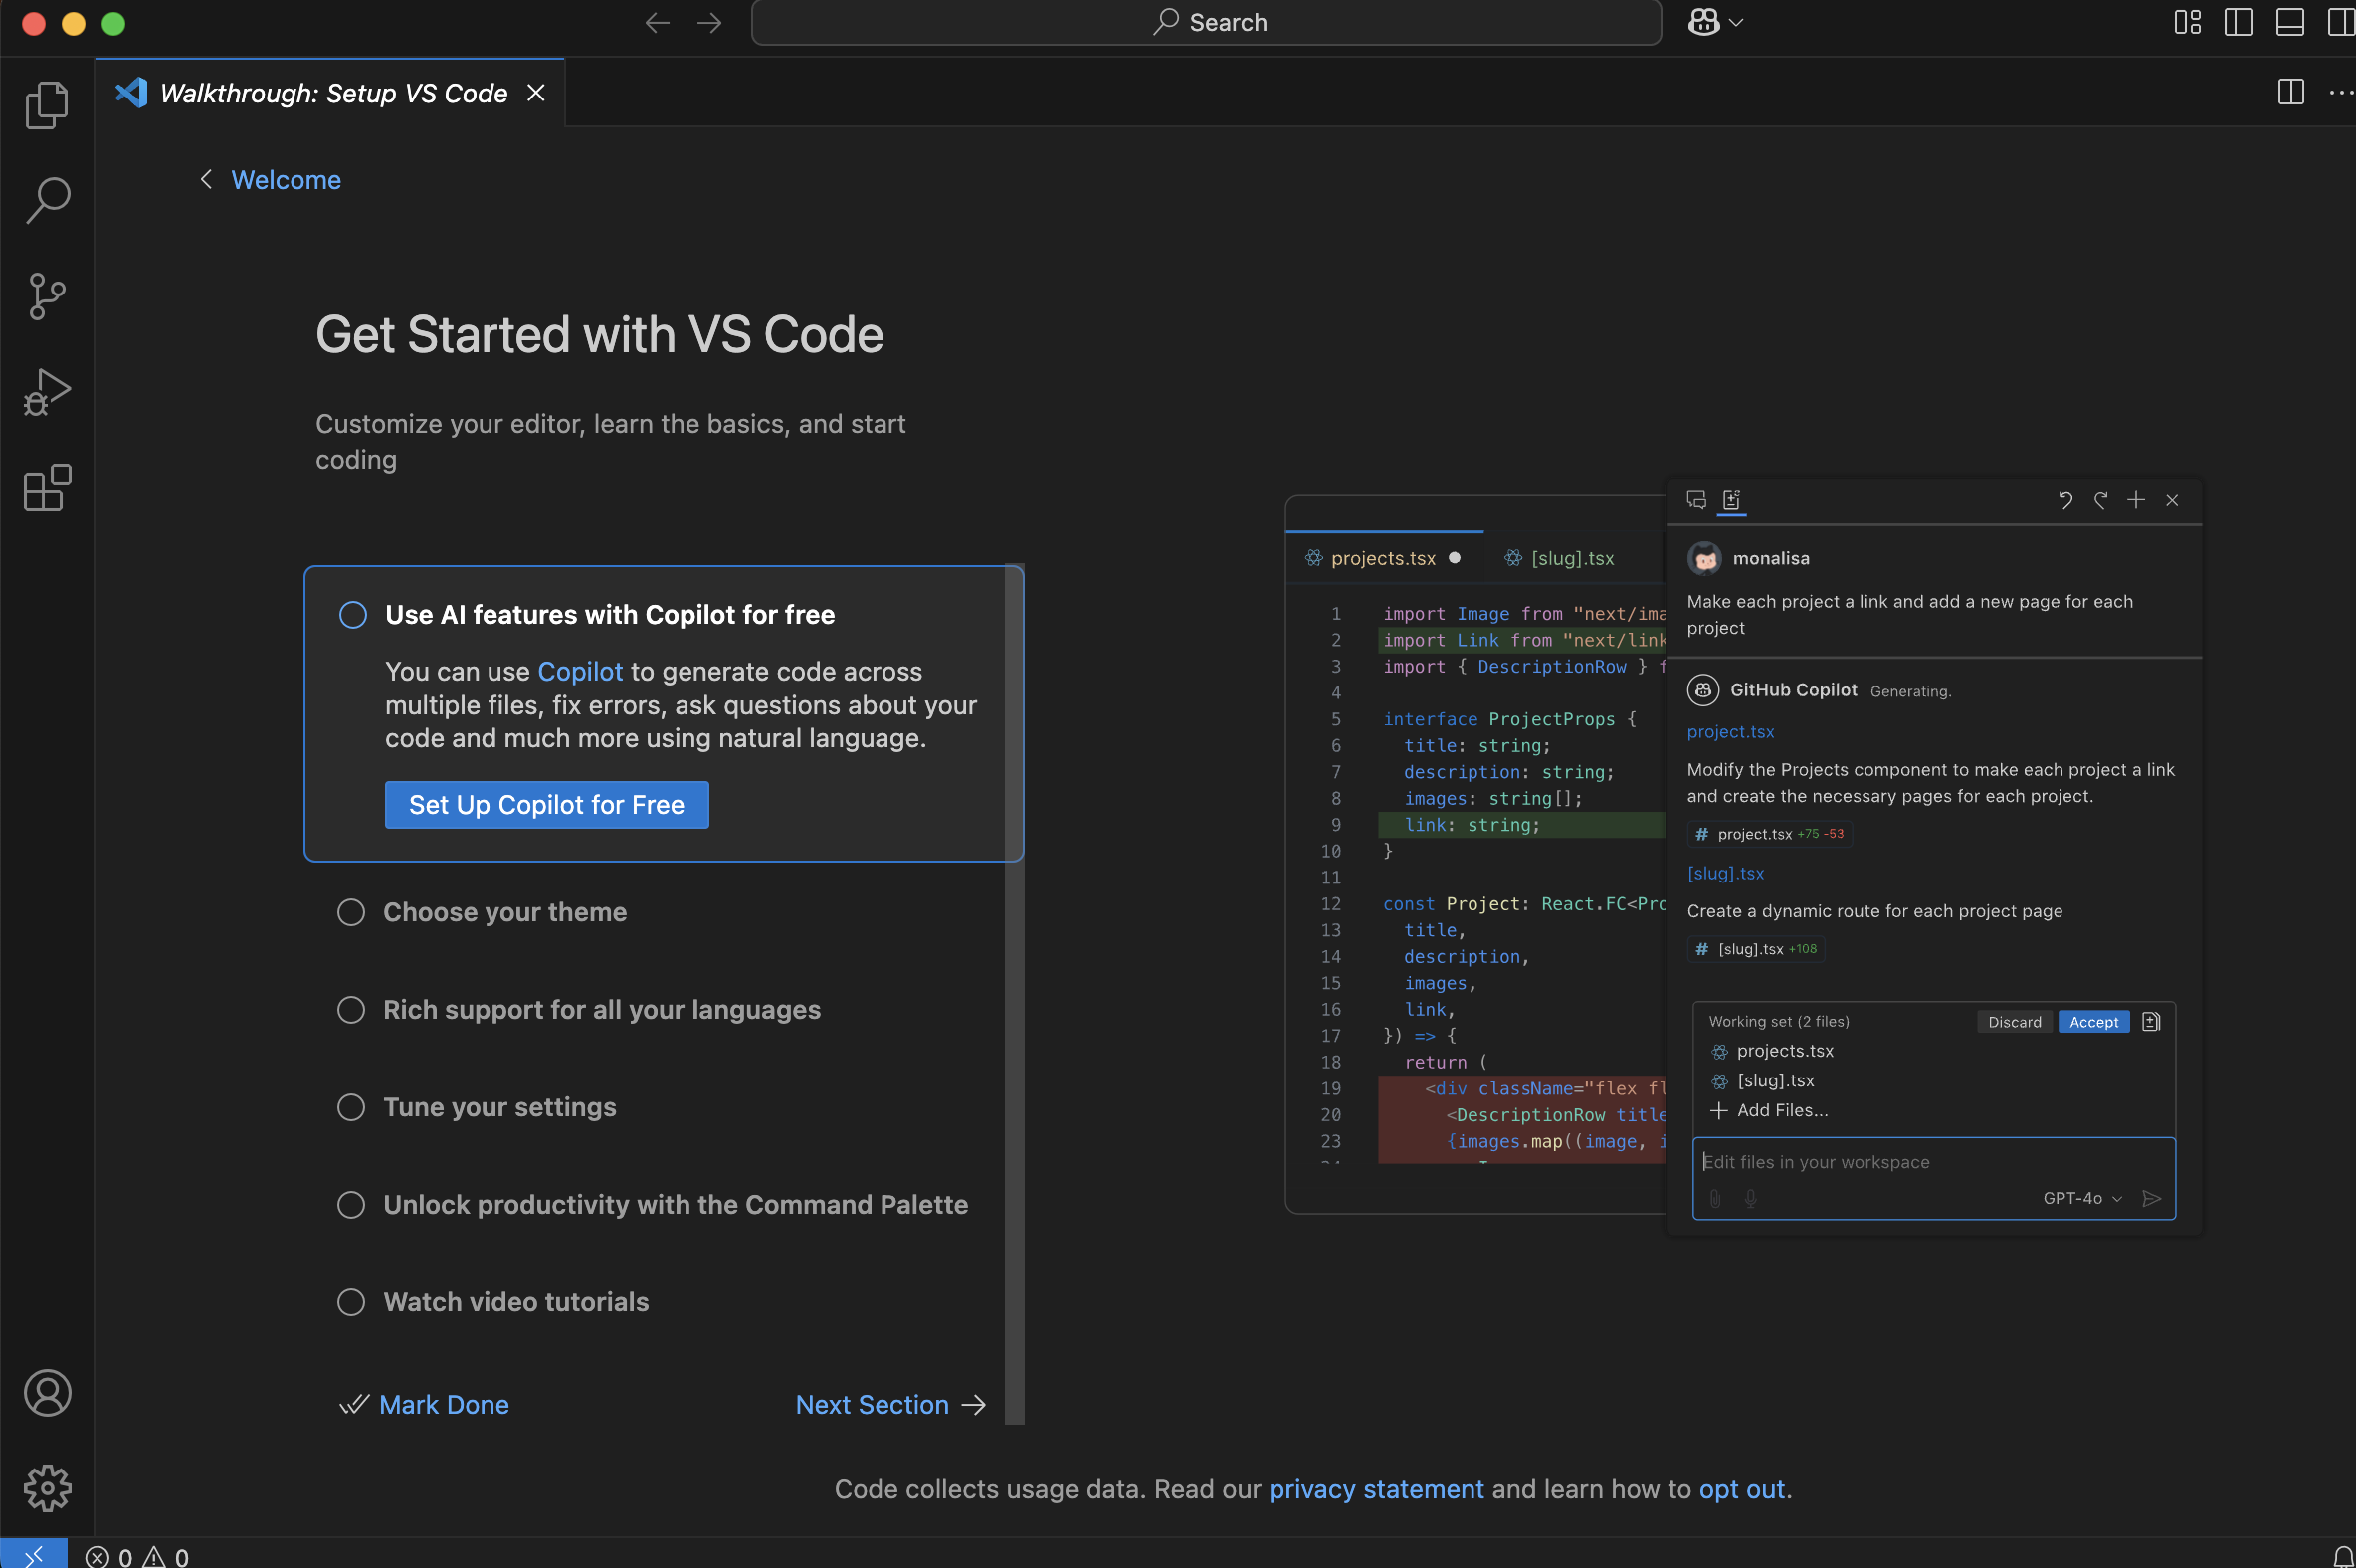 Search
Walkthrough: Setup VS Code
Welcome
Get Started with VS Code
Customize your editor, learn the basics, and start
coding
Use AI features with Copilot for free
You can use Copilot to generate code across
multiple files, fix errors, ask questions about your
code and much more using natural language.
Set Up Copilot for Free
Choose your theme
Rich support for all your languages
Tune your settings
Unlock productivity with the Command Palette
Watch video tutorials
Mark Done
Next Section
projects.tsx
[slug].tsx
1 import Image from "next/ima
2 import Link from "next/link
3 import { DescriptionRow } f
4
5 interface ProjectProps {
6 title: string;
7 description: string;
8 images: string[];
9 link: string;
10 }
11
12 const Project: React.FC<Pro
13 title,
14 description,
15 images,
16 link,
17 }) => {
18 return (
19 <div className="flex fl
20 <DescriptionRow title
23 {images.map((image, i
monalisa
Make each project a link and add a new page for each
project
GitHub Copilot Generating.
project.tsx
Modify the Projects component to make each project a link
and create the necessary pages for each project.
# project.tsx +75 -53
[slug].tsx
Create a dynamic route for each project page
# [slug].tsx +108
Working set (2 files)
Discard
Accept
projects.tsx
[slug].tsx
Add Files...
Edit files in your workspace
GPT-4o
Code collects usage data. Read our privacy statement and learn how to opt out.
0 0